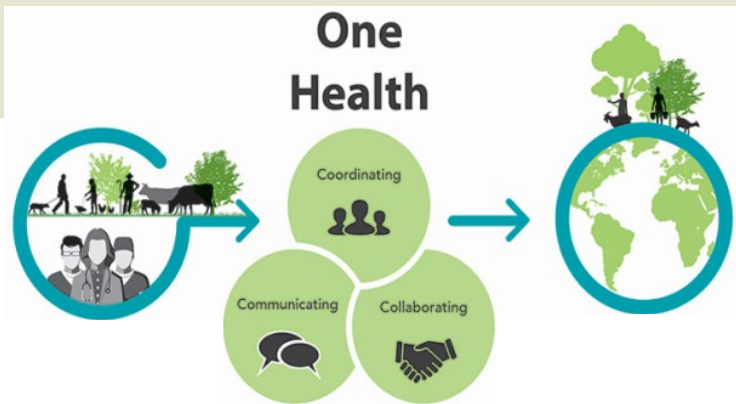 One
Health
Coordinating
Communicating
Collaborating